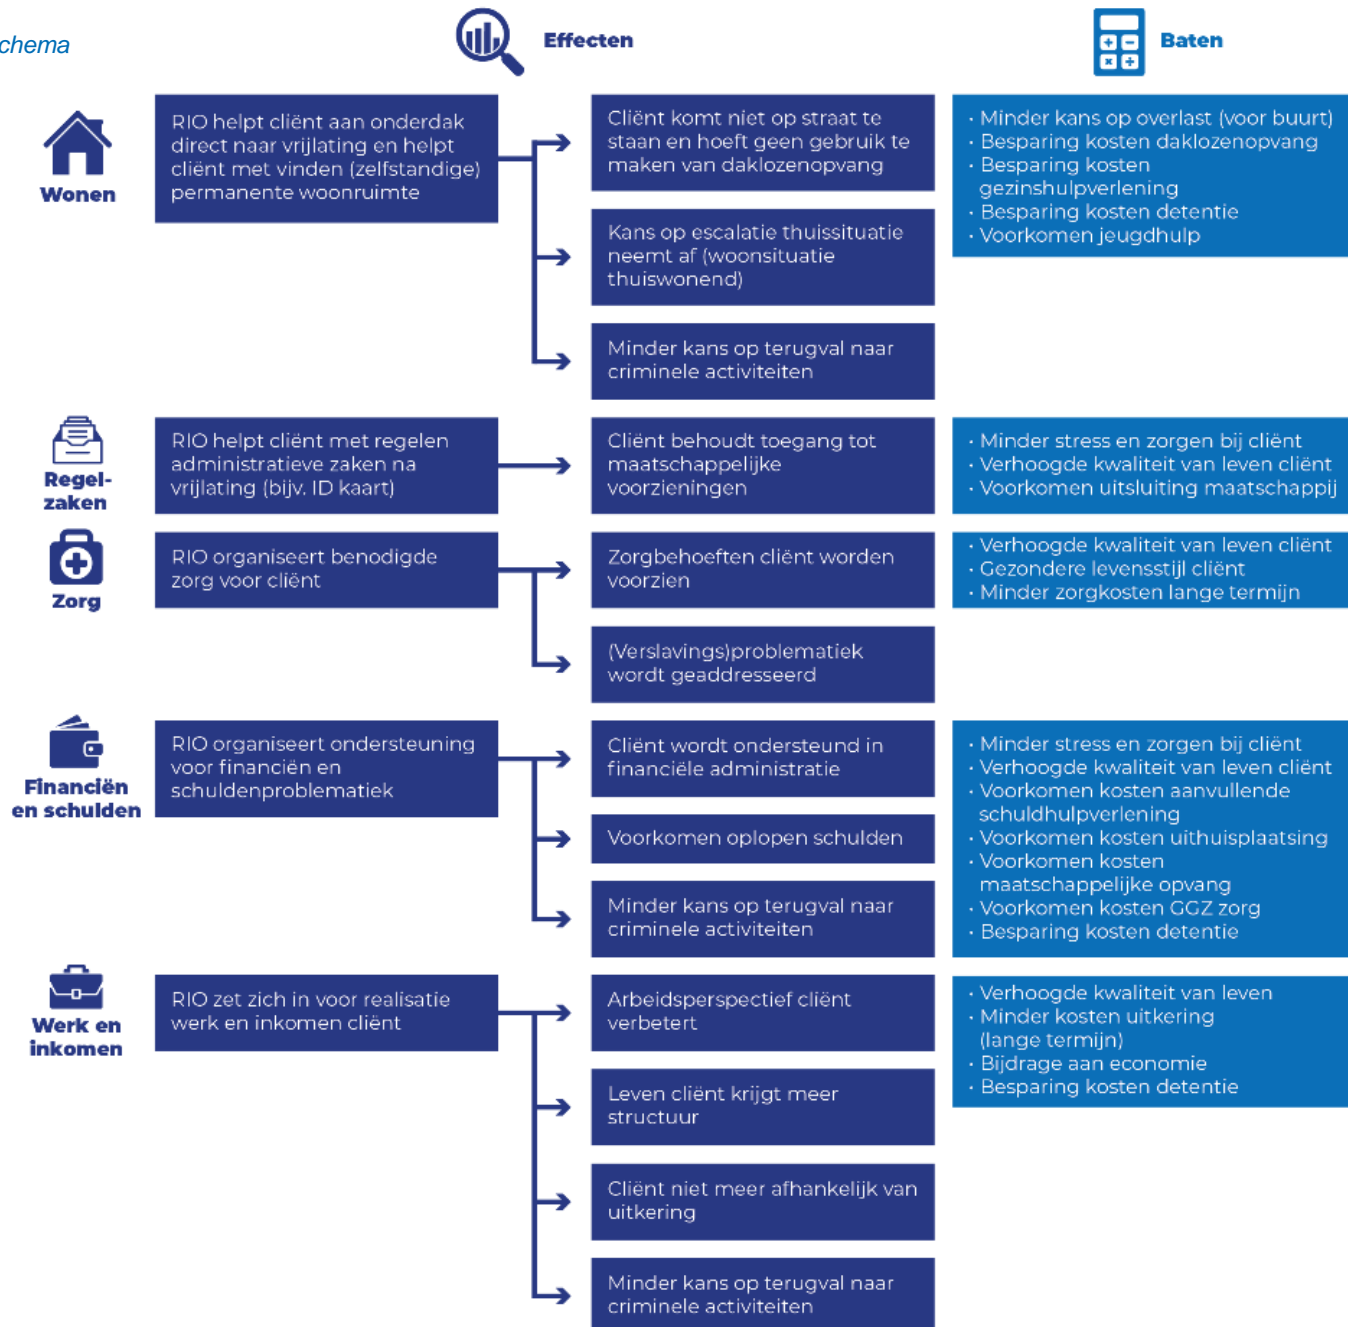 chema
Effecten
Baten
Wonen
RIO helpt cliënt aan onderdak
direct naar vrijlating en helpt
cliënt met vinden (zelfstandige)
permanente woonruimte
Cliënt komt niet op straat te
staan en hoeft geen gebruik te
maken van daklozenopvang
Kans op escalatie thuissituatie
neemt af (woonsituatie
thuiswonend)
Minder kans op terugval naar
criminele activiteiten
· Minder kans op overlast (voor buurt)
· Besparing kosten daklozenopvang
· Besparing kosten
gezinshulpverlening
· Besparing kosten detentie
· Voorkomen jeugdhulp
Regel-
zaken
RIO helpt cliënt met regelen
administratieve zaken na
vrijlating (bijv. ID kaart)
Cliënt behoudt toegang tot
maatschappelijke
voorzieningen
· Minder stress en zorgen bij cliënt
· Verhoogde kwaliteit van leven cliënt
· Voorkomen uitsluiting maatschappij
Zorg
RIO organiseert benodigde
zorg voor cliënt
Zorgbehoeften cliënt worden
voorzien
(Verslavings)problematiek
wordt geaddresseerd
· Verhoogde kwaliteit van leven cliënt
· Gezondere levensstijl cliënt
· Minder zorgkosten lange termijn
Financiën
en schulden
RIO organiseert ondersteuning
voor financiën en
schuldenproblematiek
Cliënt wordt ondersteund in
financiële administratie
Voorkomen oplopen schulden
Minder kans op terugval naar
criminele activiteiten
· Minder stress en zorgen bij cliënt
· Verhoogde kwaliteit van leven cliënt
· Voorkomen kosten aanvullende
schuldhulpverlening
· Voorkomen kosten uithuisplaatsing
· Voorkomen kosten
maatschappelijke opvang
· Voorkomen kosten GGZ zorg
· Besparing kosten detentie
Werk en
inkomen
RIO zet zich in voor realisatie
werk en inkomen cliënt
Arbeidsperspectief cliënt
verbetert
Leven cliënt krijgt meer
structuur
Cliënt niet meer afhankelijk van
uitkering
Minder kans op terugval naar
criminele activiteiten
· Verhoogde kwaliteit van leven
· Minder kosten uitkering
(lange termijn)
· Bijdrage aan economie
· Besparing kosten detentie